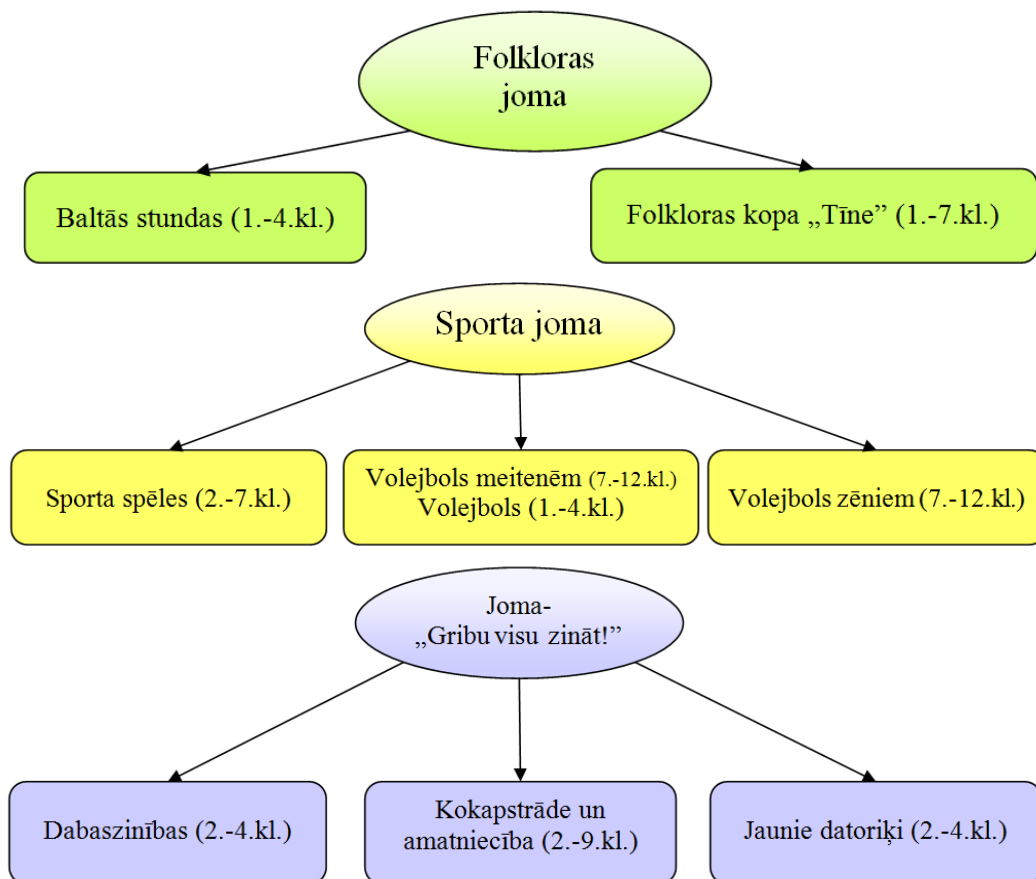 Folkloras
joma
Baltās stundas (1.-4.kl.)
Folkloras kopa „Tīne” (1.-7.kl.)
Sporta joma
Sporta spēles (2.-7.kl.)
Volejbols meitenēm (7.-12.kl.)
Volejbols (1.-4.kl.)
Volejbols zēniem (7.-12.kl.)
Joma-
„Gribu visu zināt!”
Dabaszinības (2.-4.kl.)
Kokapstrāde un
amatniecība (2.-9.kl.)
Jaunie datoriķi (2.-4.kl.)